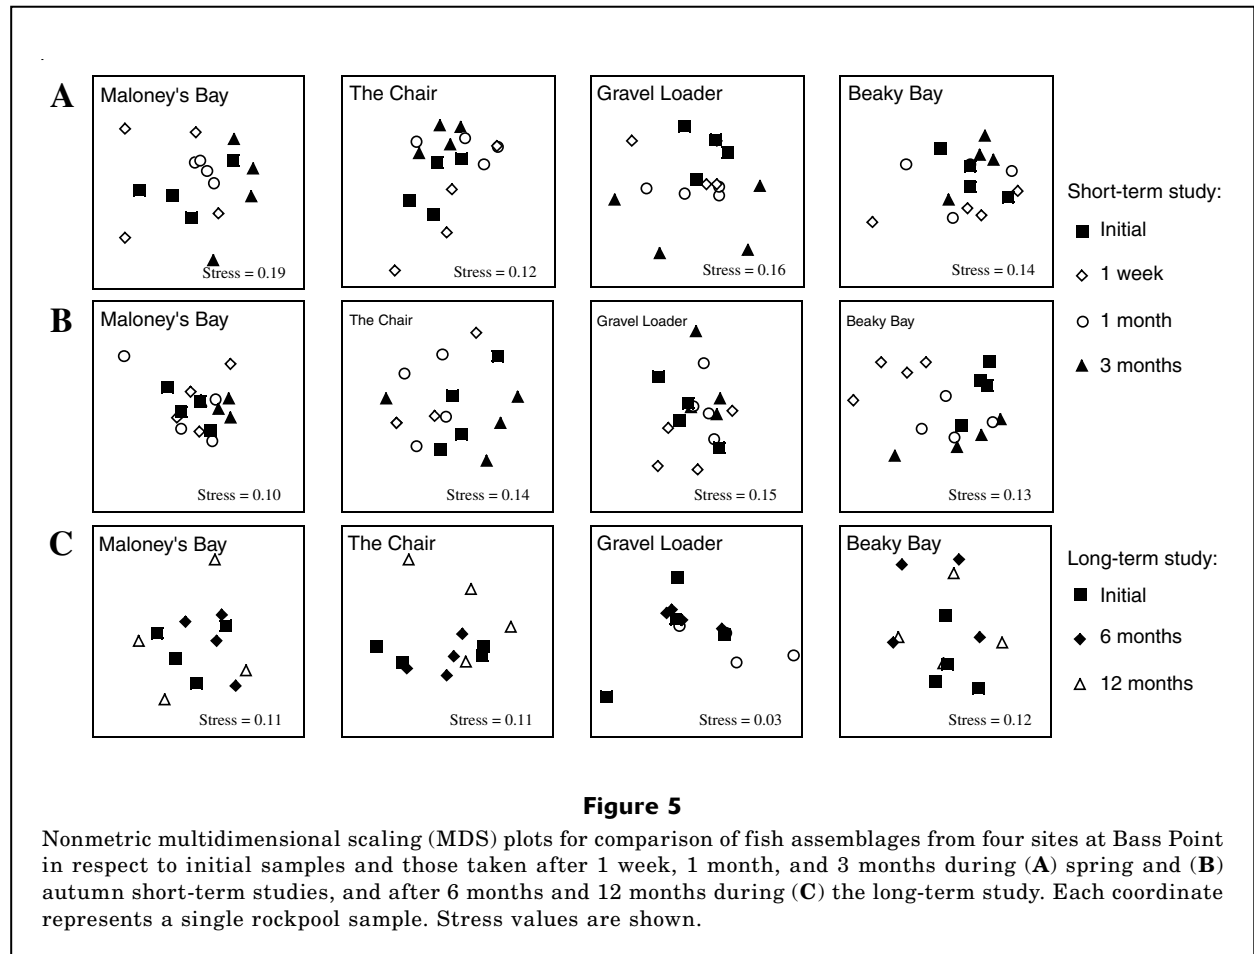 A
Maloney's Bay
Stress = 0.19
The Chair
Stress = 0.12
Gravel Loader
Stress = 0.16
Beaky Bay
Stress = 0.14
Short-term study:
Initial
1 week
1 month
3 months
B
Maloney's Bay
Stress = 0.10
The Chair
Stress = 0.14
Gravel Loader
Stress = 0.15
Beaky Bay
Stress = 0.13
C
Maloney's Bay
Stress = 0.11
The Chair
Stress = 0.11
Gravel Loader
Stress = 0.03
Beaky Bay
Stress = 0.12
Long-term study:
Initial
6 months
12 months
Figure 5
Nonmetric multidimensional scaling (MDS) plots for comparison of fish assemblages from four sites at Bass Point
in respect to initial samples and those taken after 1 week, 1 month, and 3 months during (A) spring and (B)
autumn short-term studies, and after 6 months and 12 months during (C) the long-term study. Each coordinate
represents a single rockpool sample. Stress values are shown.